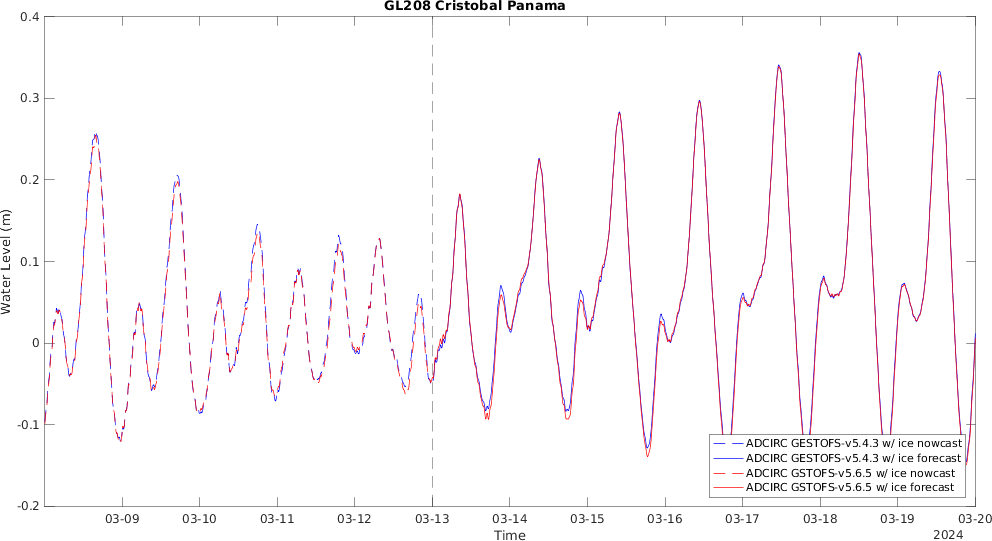 GL208 Cristobal Panama
0.4
0.3
0.2
0.1
0
-0.1
-0.2
Water Level (m)
03-09
03-10
03-11
03-12
03-13
03-14
03-15
03-16
03-17
03-18
03-19
03-20
Time
2024
ADCIRC GESTOFS-v5.4.3 w/ ice nowcast
ADCIRC GESTOFS-v5.4.3 w/ ice forecast
ADCIRC GSTOFS-v5.6.5 w/ ice nowcast
ADCIRC GSTOFS-v5.6.5 w/ ice forecast